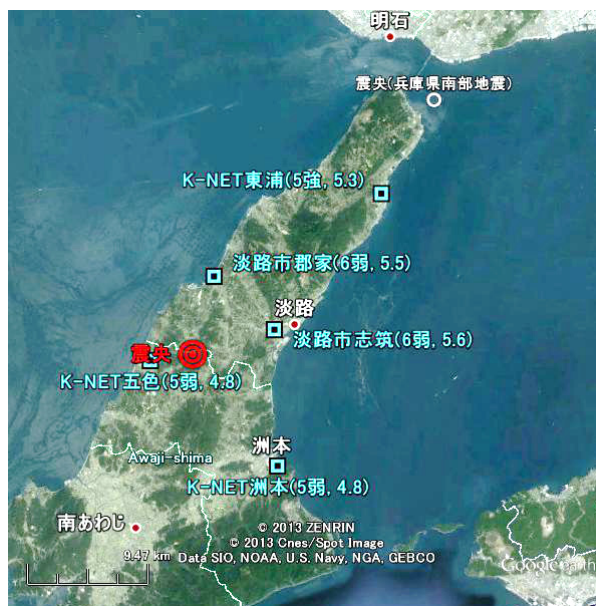 明石
震央(兵庫県南部地震)
K-NET東浦(5強, 5.3)
淡路市郡家(6弱, 5.5)
淡路
淡路市志筑(6弱, 5.6)
震央
K-NET五色(5弱, 4.8)
洲本
Awaji-shima
K-NET洲本(5弱, 4.8)
南あわじ
© 2013 ZENRIN
© 2013 Cnes/Spot Image
9.47 km
Data SIO, NOAA, U.S. Navy, NGA, GEBCO
Google earth